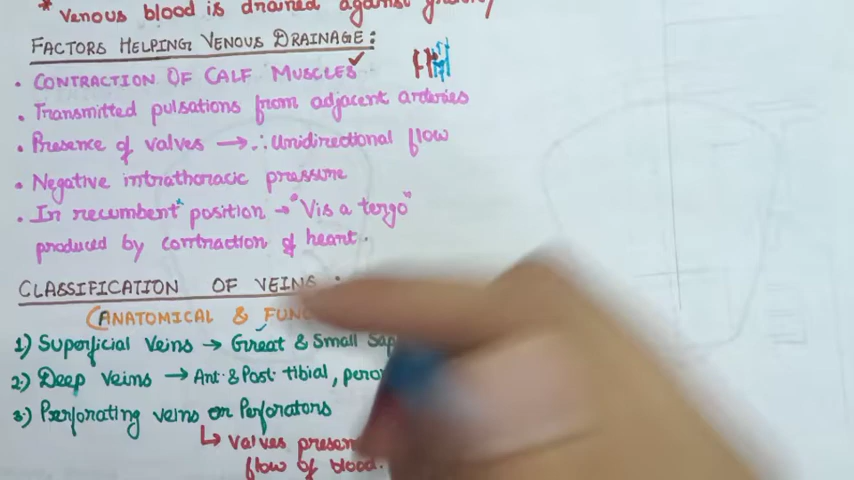 * Venous blood is drained against gravity
FACTORS HELPING VENOUS DRAINAGE:
• CONTRACTION OF CALF MUSCLES
• Transmitted pulsations from adjacent arteries
• Presence of valves → ∴ Unidirectional flow
• Negative intrathoracic pressure
• In recumbent position → "Vis a tergo"
produced by contraction of heart.
CLASSIFICATION OF VEINS:
(ANATOMICAL & FUNC
1) Superficial Veins → Great & Small Sap
2) Deep Veins → Ant. & Post. tibial, peron
3) Perforating veins or Perforators
↳ Valves presen
flow of blood.